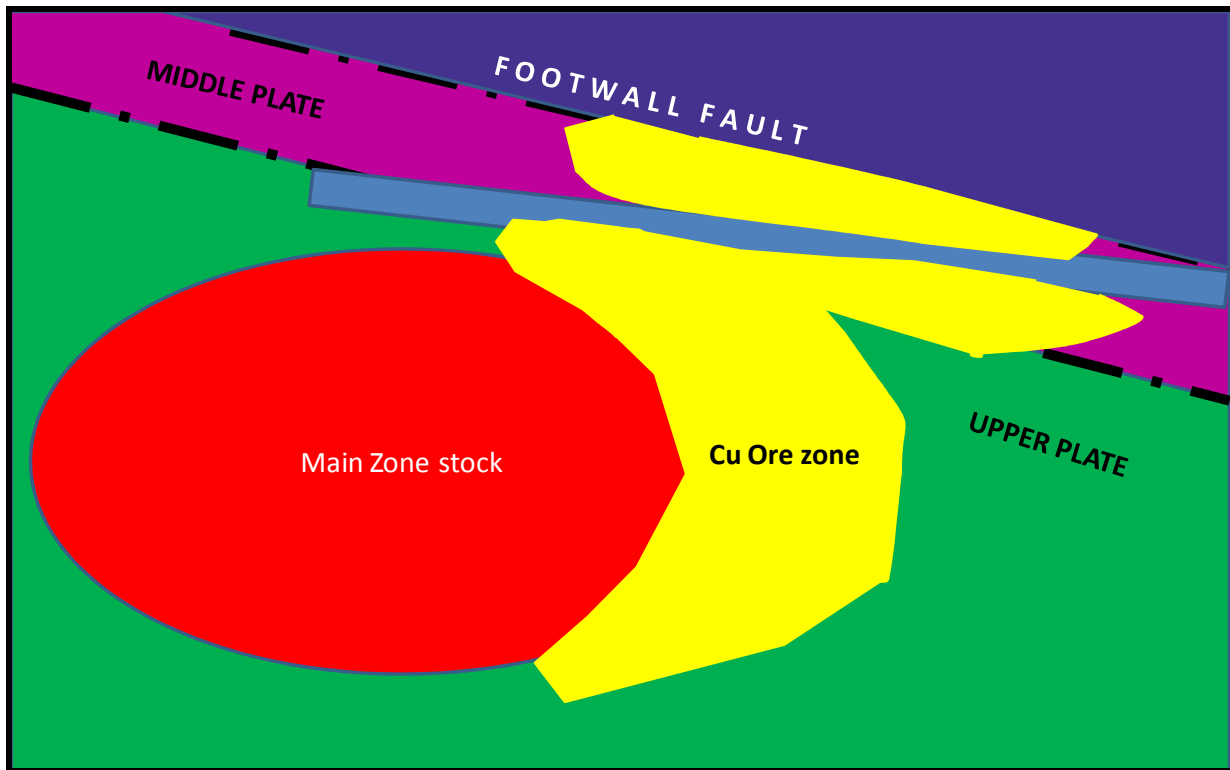 FOOTWALL FAULT
MIDDLE PLATE
UPPER PLATE
Main Zone stock
Cu Ore zone